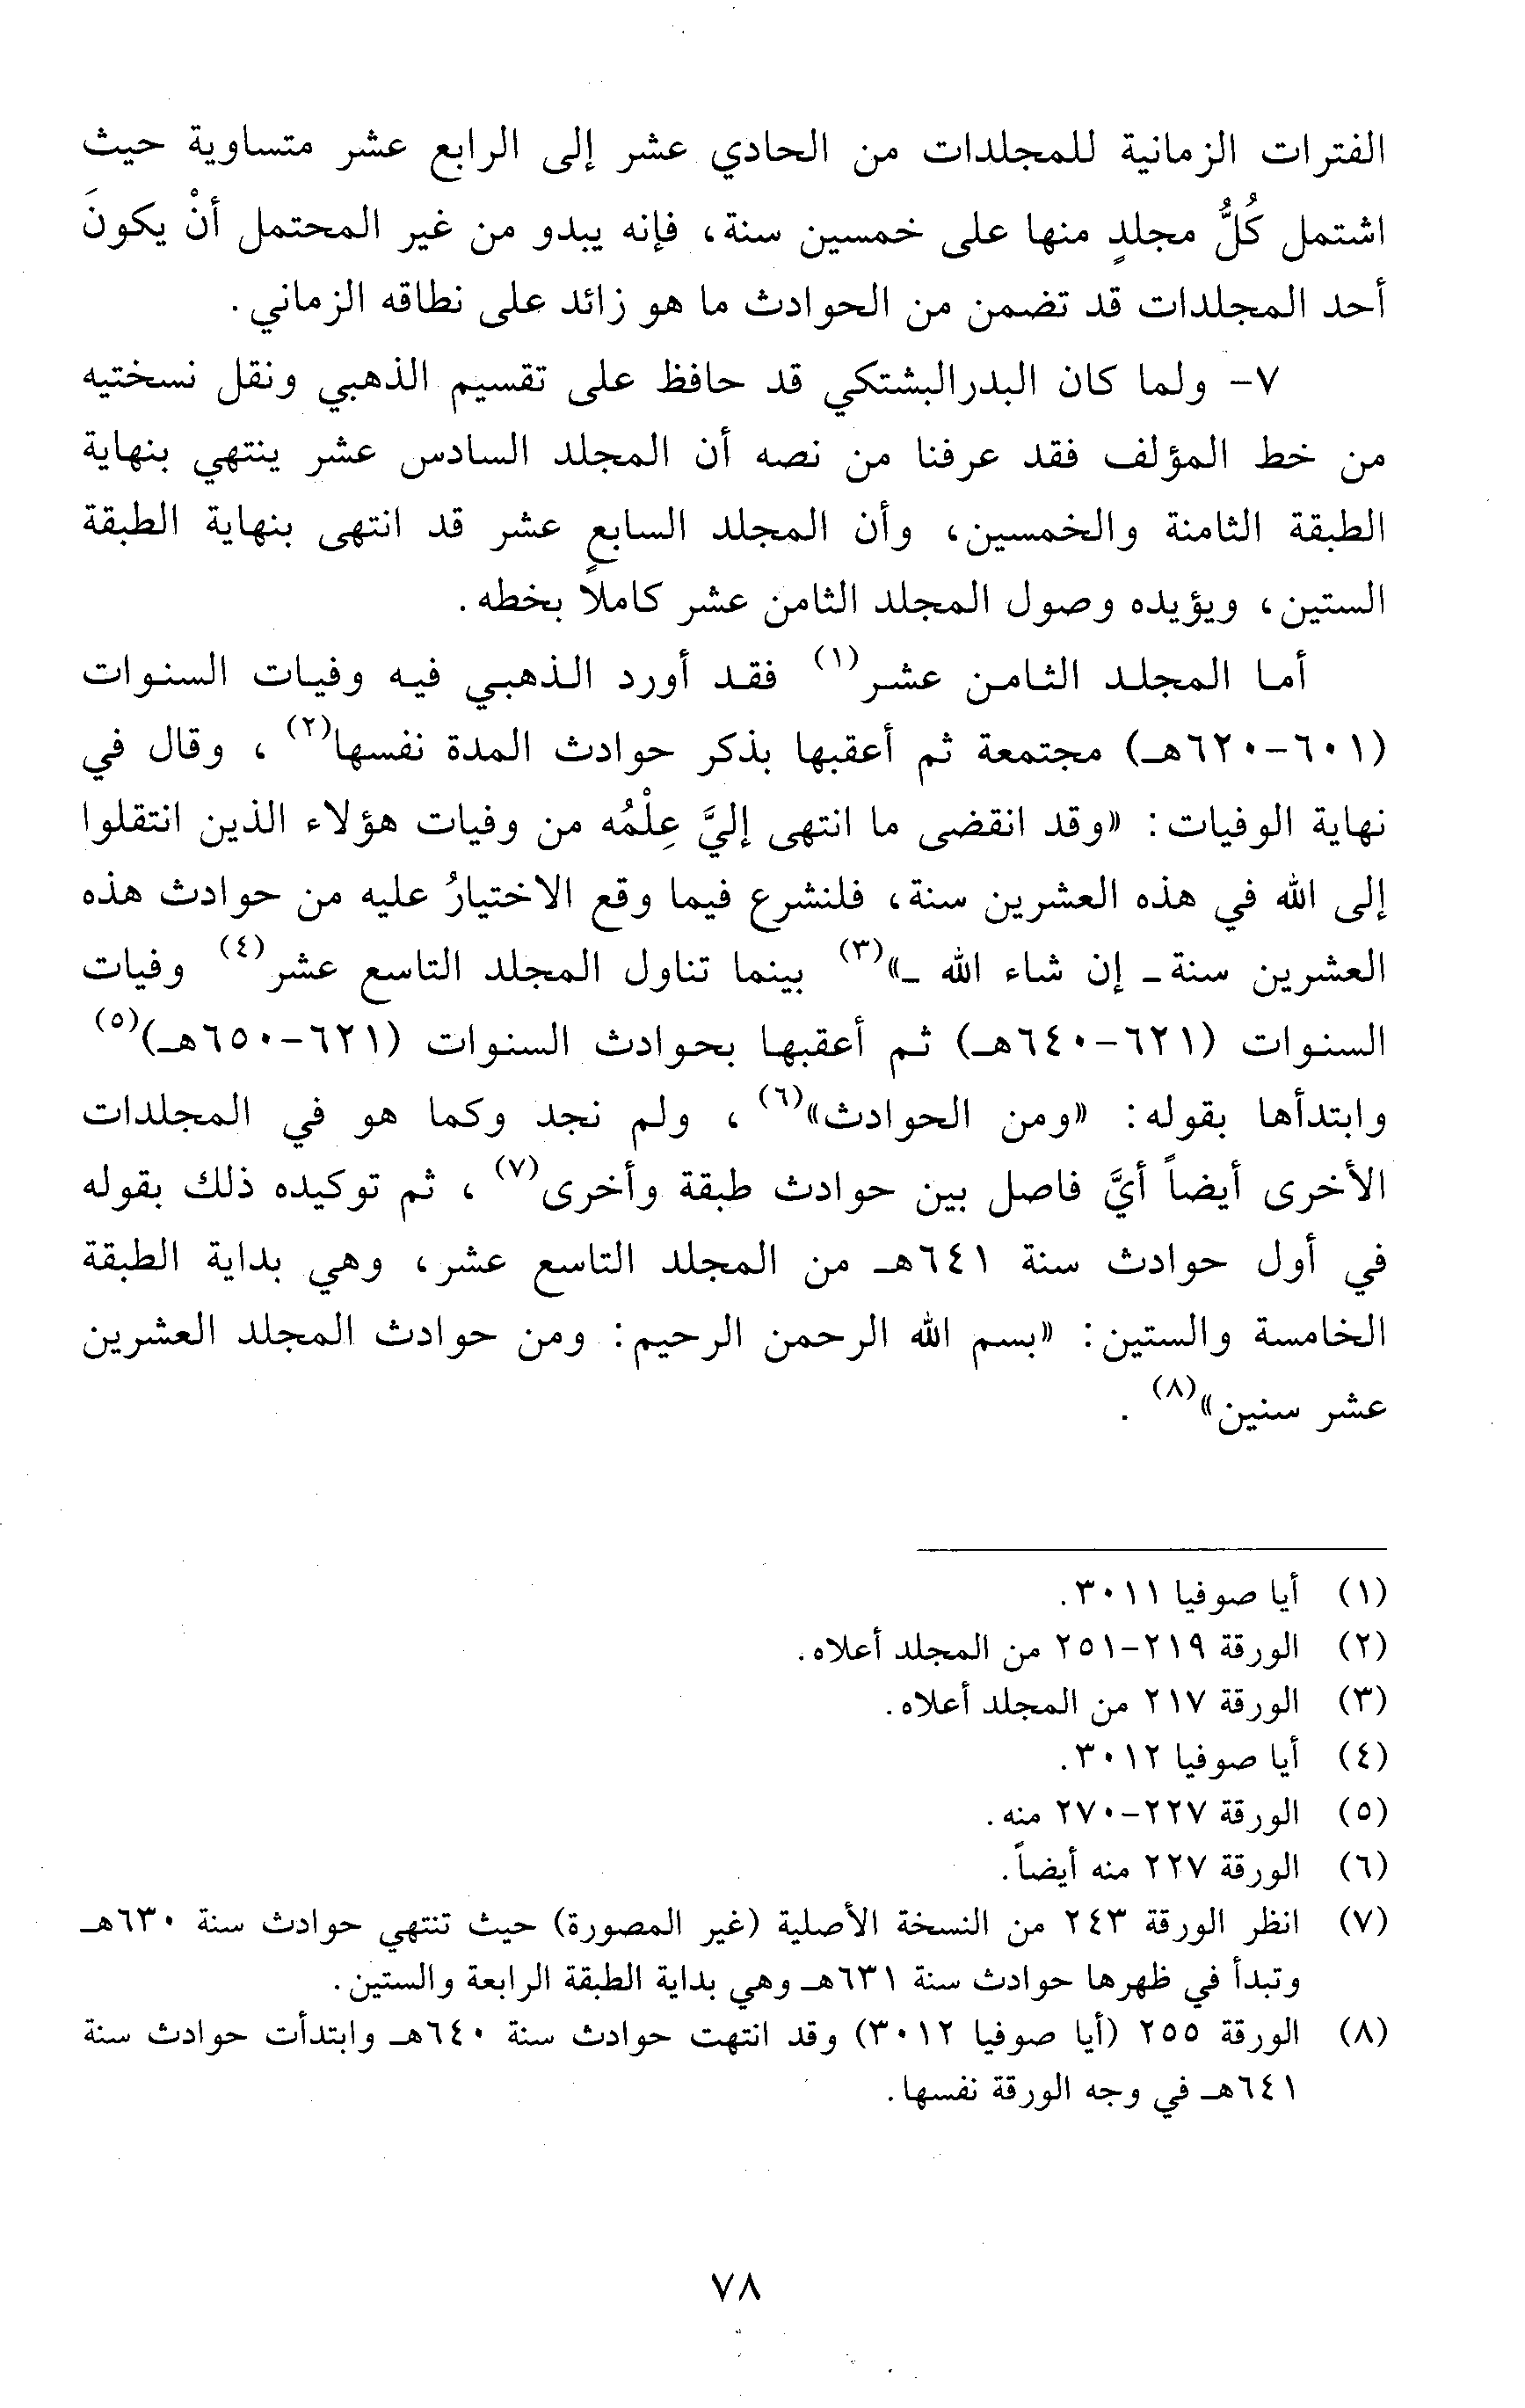 الفترات الزمانية للمجلدات من الحادي عشر إلى الرابع عشر متساوية حيث
اشتمل كُلُّ مجلدٍ منها على خمسين سنة، فإنه يبدو من غير المحتمل أنْ يكونَ
أحد المجلدات قد تضمن من الحوادث ما هو زائد على نطاقه الزماني.
٧- ولما كان البدرالبشتكي قد حافظ على تقسيم الذهبي ونقل نسختيه
من خط المؤلف فقد عرفنا من نصه أن المجلد السادس عشر ينتهي بنهاية
الطبقة الثامنة والخمسين، وأن المجلد السابعٍ عشر قد انتهى بنهاية الطبقة
الستين، ويؤيده وصول المجلد الثامن عشر كاملاً بخطه.
أما المجلد الثامن عشر(١) فقد أورد الذهبي فيه وفيات السنوات
(٦٠١-٦٢٠هـ) مجتمعة ثم أعقبها بذكر حوادث المدة نفسها(٢)، وقال في
نهاية الوفيات: «وقد انقضى ما انتهى إليَّ عِلْمُه من وفيات هؤلاء الذين انتقلوا
إلى الله في هذه العشرين سنة، فلنشرع فيما وقع الاختيارُ عليه من حوادث هذه
العشرين سنة ـ إن شاء الله ـ»(٣) بينما تناول المجلد التاسع عشر(٤) وفيات
السنوات (٦٢١-٦٤٠هـ) ثم أعقبها بحوادث السنوات (٦٢١-٦٥٠هـ)(٥)
وابتدأها بقوله: «ومن الحوادث»(٦)، ولم نجد وكما هو في المجلدات
الأخرى أيضاً أيَّ فاصل بين حوادث طبقة وأخرى(٧)، ثم توكيده ذلك بقوله
في أول حوادث سنة ٦٤١هـ من المجلد التاسع عشر، وهي بداية الطبقة
الخامسة والستين: «بسم الله الرحمن الرحيم: ومن حوادث المجلد العشرين
عشر سنين»(٨).
(١) أيا صوفيا ٣٠١١.
(٢) الورقة ٢١٩-٢٥١ من المجلد أعلاه.
(٣) الورقة ٢١٧ من المجلد أعلاه.
(٤) أيا صوفيا ٣٠١٢.
(٥) الورقة ٢٢٧-٢٧٠ منه.
(٦) الورقة ٢٢٧ منه أيضاً.
(٧) انظر الورقة ٢٤٣ من النسخة الأصلية (غير المصورة) حيث تنتهي حوادث سنة ٦٣٠هـ
وتبدأ في ظهرها حوادث سنة ٦٣١هـ وهي بداية الطبقة الرابعة والستين.
(٨) الورقة ٢٥٥ (أيا صوفيا ٣٠١٢) وقد انتهت حوادث سنة ٦٤٠هـ وابتدأت حوادث سنة
٦٤١هـ في وجه الورقة نفسها.
٧٨